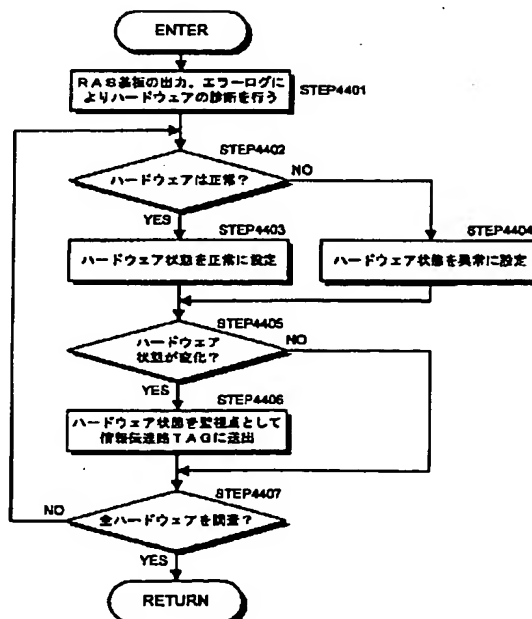 ENTER
RAS基板の出力、エラーログに
よりハードウェアの診断を行う
STEP4401
STEP4402
ハードウェアは正常？
NO
YES
STEP4403
ハードウェア状態を正常に設定
STEP4404
ハードウェア状態を異常に設定
STEP4405
ハードウェア
状態が変化？
NO
YES
STEP4406
ハードウェア状態を監視点として
情報伝達路TAGに送出
STEP4407
NO
全ハードウェアを調査？
YES
RETURN